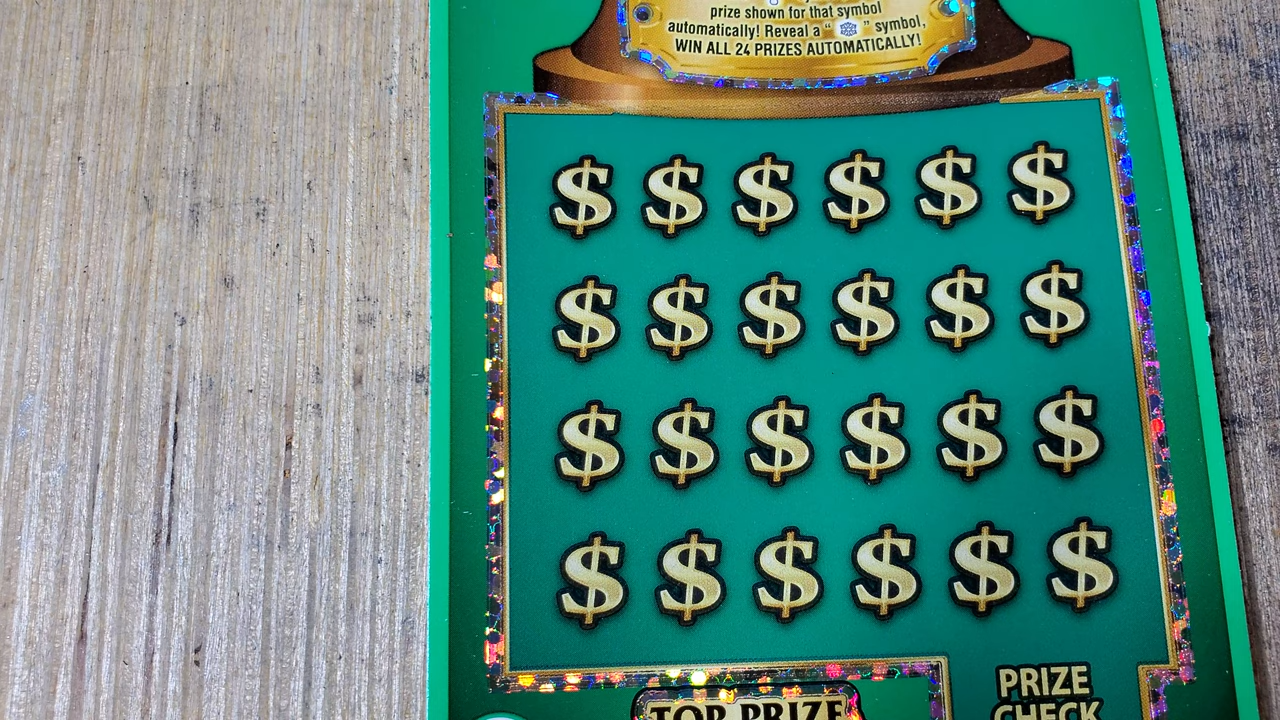 prize shown for that symbol
automatically! Reveal a “ ❄ ” symbol,
WIN ALL 24 PRIZES AUTOMATICALLY!
$ $ $ $ $ $
$ $ $ $ $ $
$ $ $ $ $ $
$ $ $ $ $ $
TOP PRIZE
PRIZE
CHECK